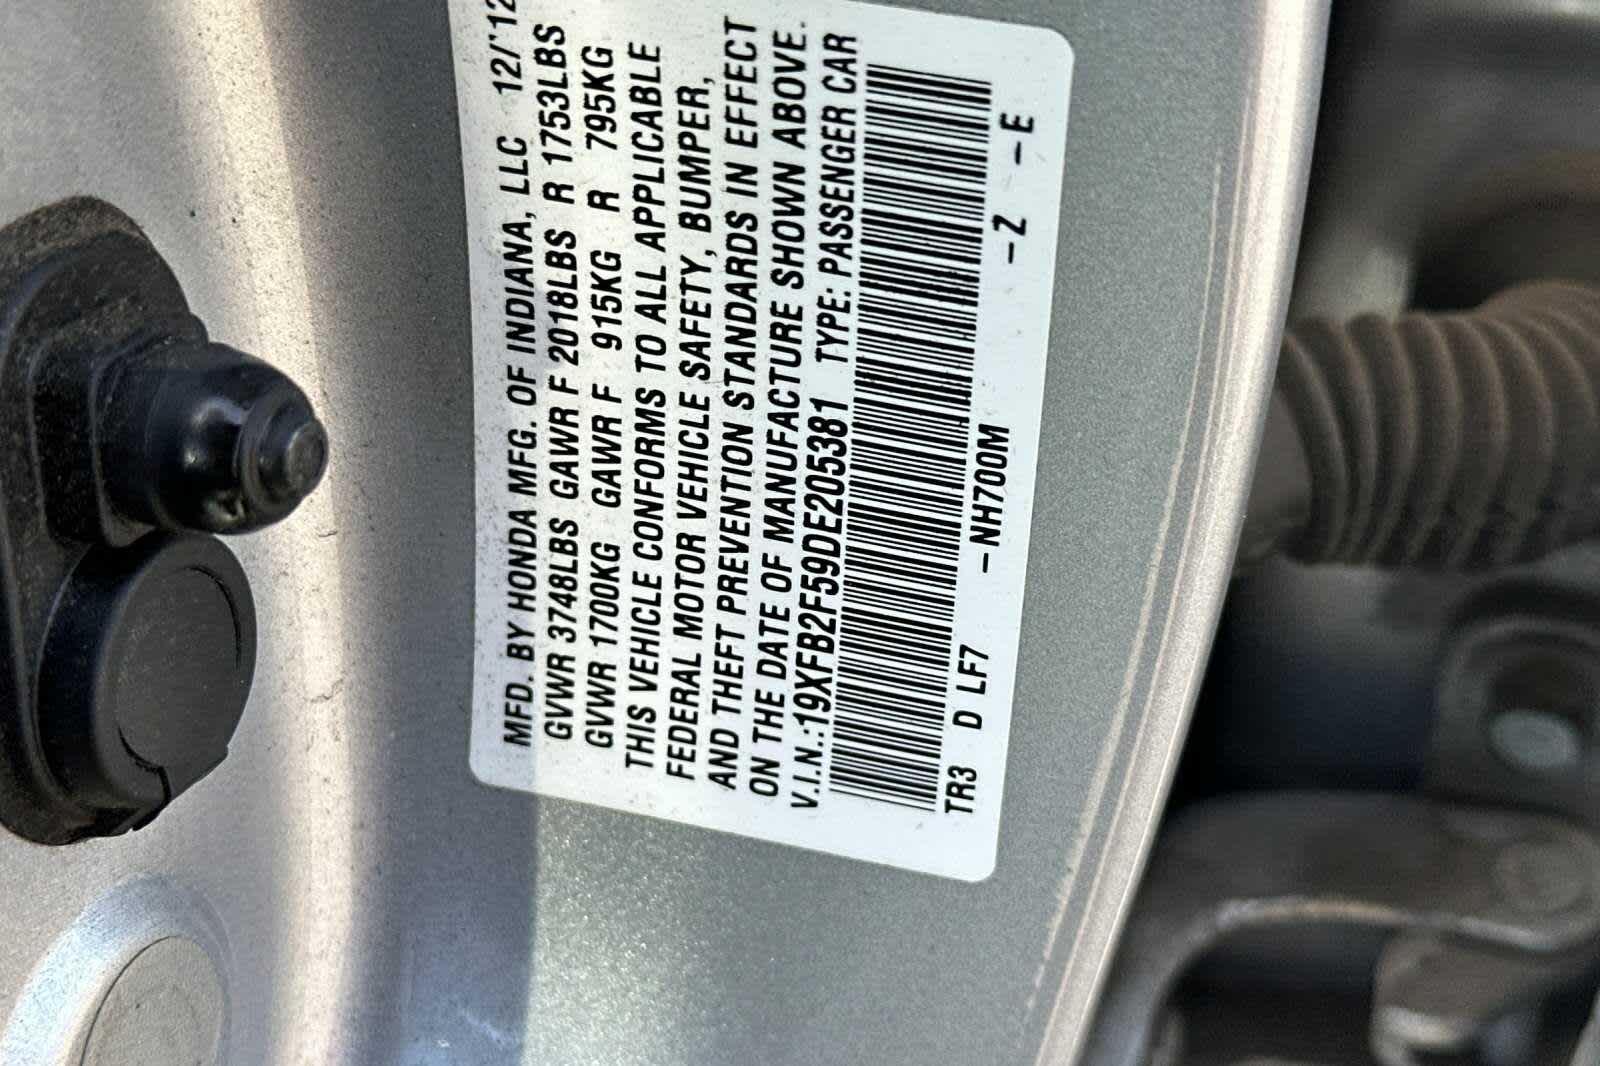 MFD. BY HONDA MFG. OF INDIANA, LLC 12/'12
GVWR 3748LBS GAWR F 2018LBS R 1753LBS
GVWR 1700KG GAWR F 915KG R 795KG
THIS VEHICLE CONFORMS TO ALL APPLICABLE
FEDERAL MOTOR VEHICLE SAFETY, BUMPER,
AND THEFT PREVENTION STANDARDS IN EFFECT
ON THE DATE OF MANUFACTURE SHOWN ABOVE.
V.I.N.:19XFB2F59DE205381 TYPE: PASSENGER CAR
TR3 D LF7 -NH700M -Z -E